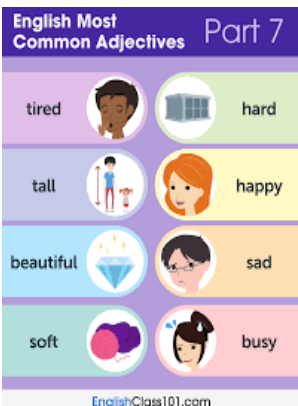 English Most
Common Adjectives
Part 7
tired
hard
tall
happy
beautiful
sad
soft
busy
EnglishClass101.com